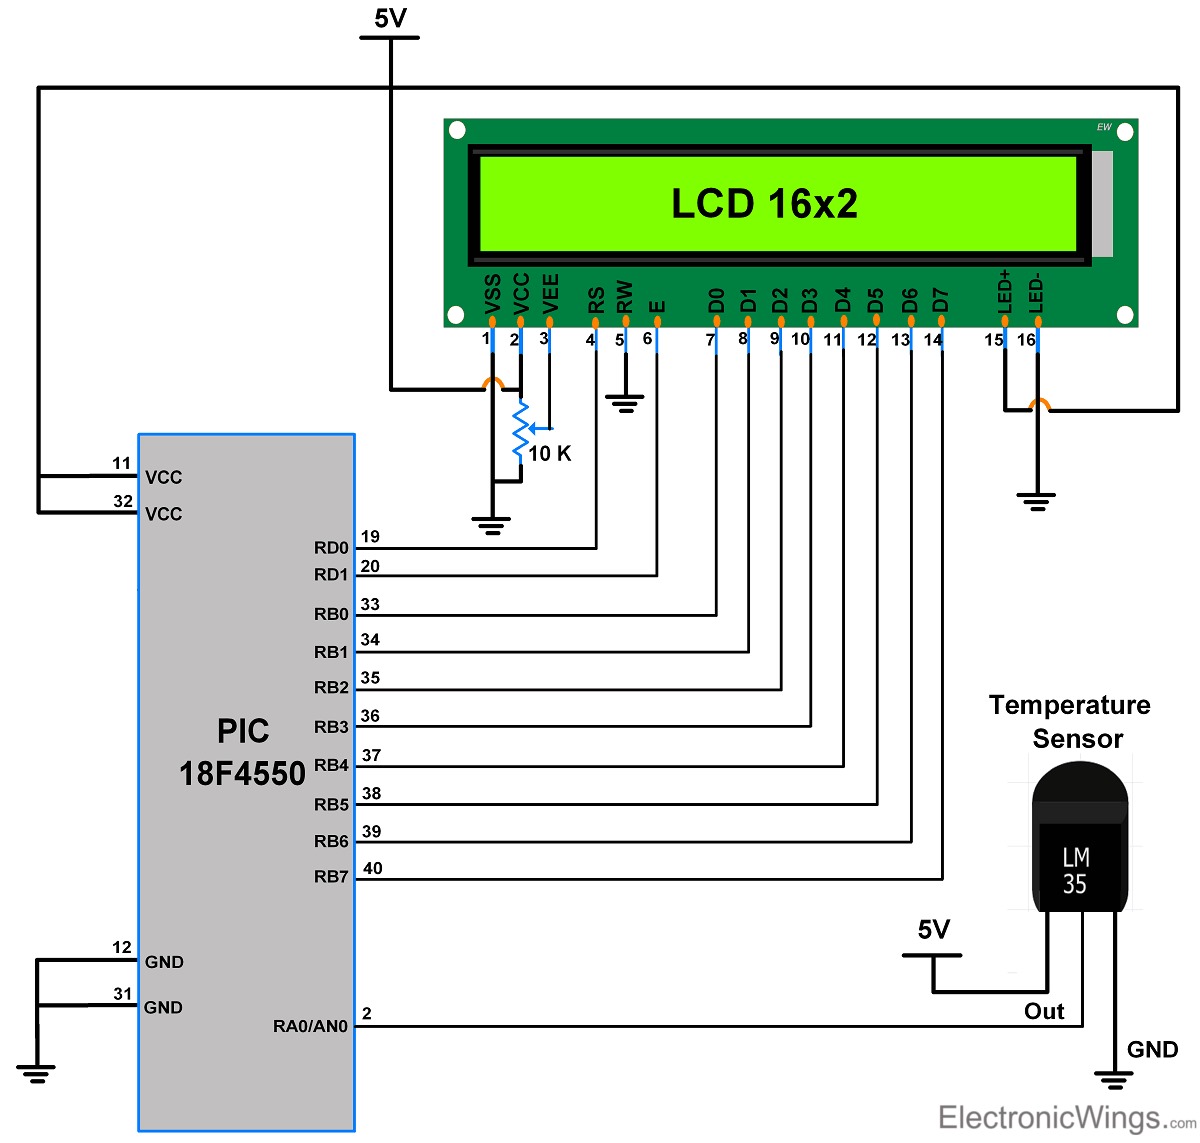 5V
EW
LCD 16x2
VSS VCC VEE RS RW E D0 D1 D2 D3 D4 D5 D6 D7 LED+ LED-
1 2 3 4 5 6 7 8 9 10 11 12 13 14 15 16
10 K
11 VCC
32 VCC
RD0 19
RD1 20
RB0 33
RB1 34
RB2 35
RB3 36
PIC
18F4550
RB4 37
RB5 38
RB6 39
RB7 40
Temperature
Sensor
LM
35
5V
12 GND
31 GND
RA0/AN0 2
Out
GND
ElectronicWings.com